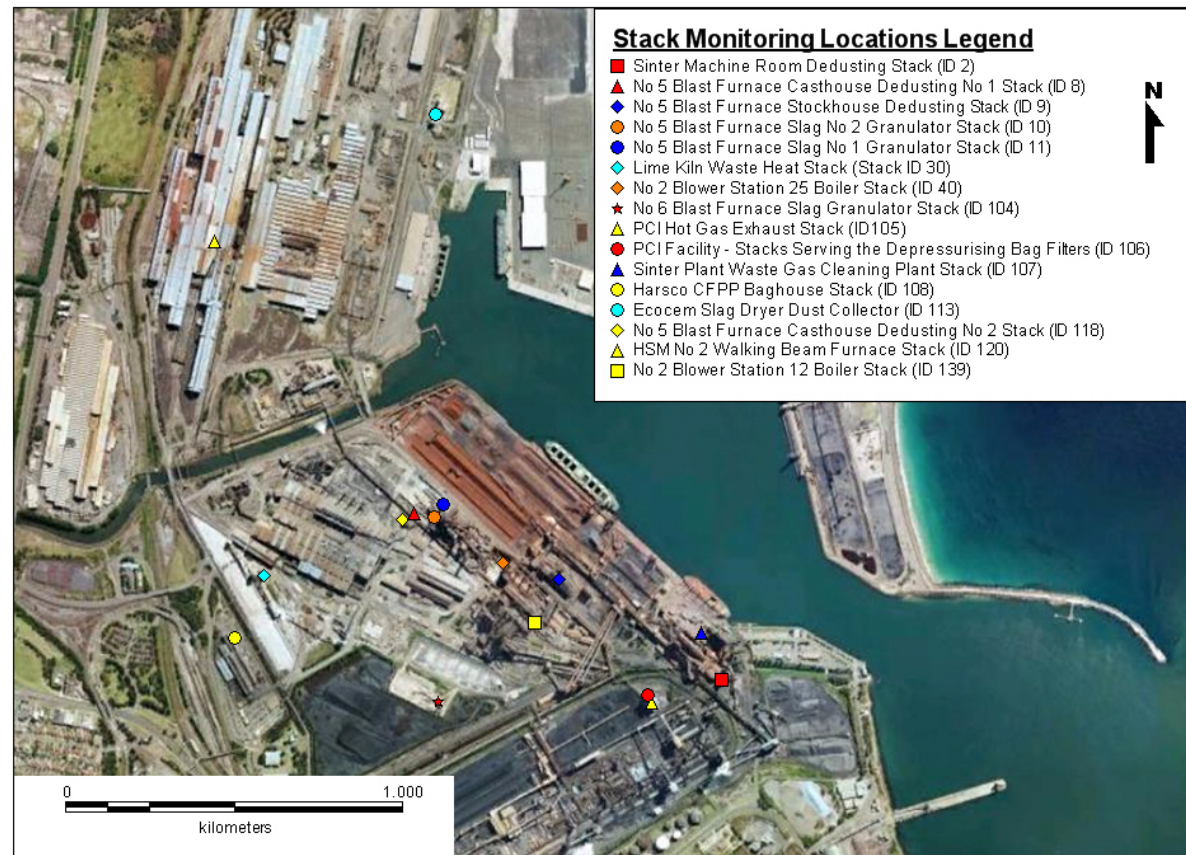 Stack Monitoring Locations Legend
Sinter Machine Room Dedusting Stack (ID 2)
No 5 Blast Furnace Casthouse Dedusting No 1 Stack (ID 8)
No 5 Blast Furnace Stockhouse Dedusting Stack (ID 9)
No 5 Blast Furnace Slag No 2 Granulator Stack (ID 10)
No 5 Blast Furnace Slag No 1 Granulator Stack (ID 11)
Lime Kiln Waste Heat Stack (Stack ID 30)
No 2 Blower Station 25 Boiler Stack (ID 40)
No 6 Blast Furnace Slag Granulator Stack (ID 104)
PCI Hot Gas Exhaust Stack (ID105)
PCI Facility - Stacks Serving the Depressurising Bag Filters (ID 106)
Sinter Plant Waste Gas Cleaning Plant Stack (ID 107)
Harsco CFPP Baghouse Stack (ID 108)
Ecocem Slag Dryer Dust Collector (ID 113)
No 5 Blast Furnace Casthouse Dedusting No 2 Stack (ID 118)
HSM No 2 Walking Beam Furnace Stack (ID 120)
No 2 Blower Station 12 Boiler Stack (ID 139)
N
0 1.000
kilometers